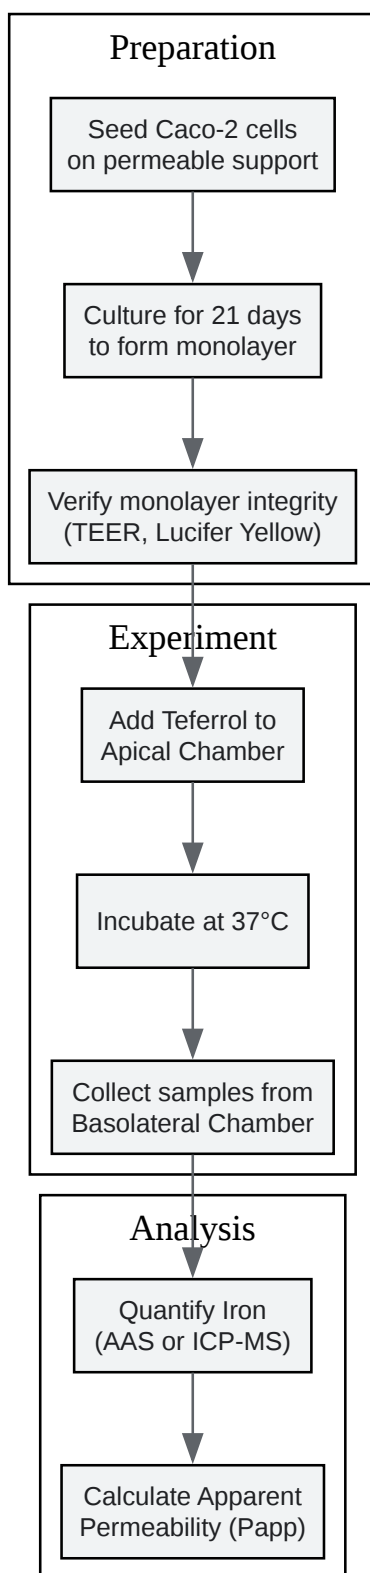 Preparation
Seed Caco-2 cells
on permeable support
Culture for 21 days
to form monolayer
Verify monolayer integrity
(TEER, Lucifer Yellow)
Experiment
Add Teferrol to
Apical Chamber
Incubate at 37°C
Collect samples from
Basolateral Chamber
Analysis
Quantify Iron
(AAS or ICP-MS)
Calculate Apparent
Permeability (Papp)